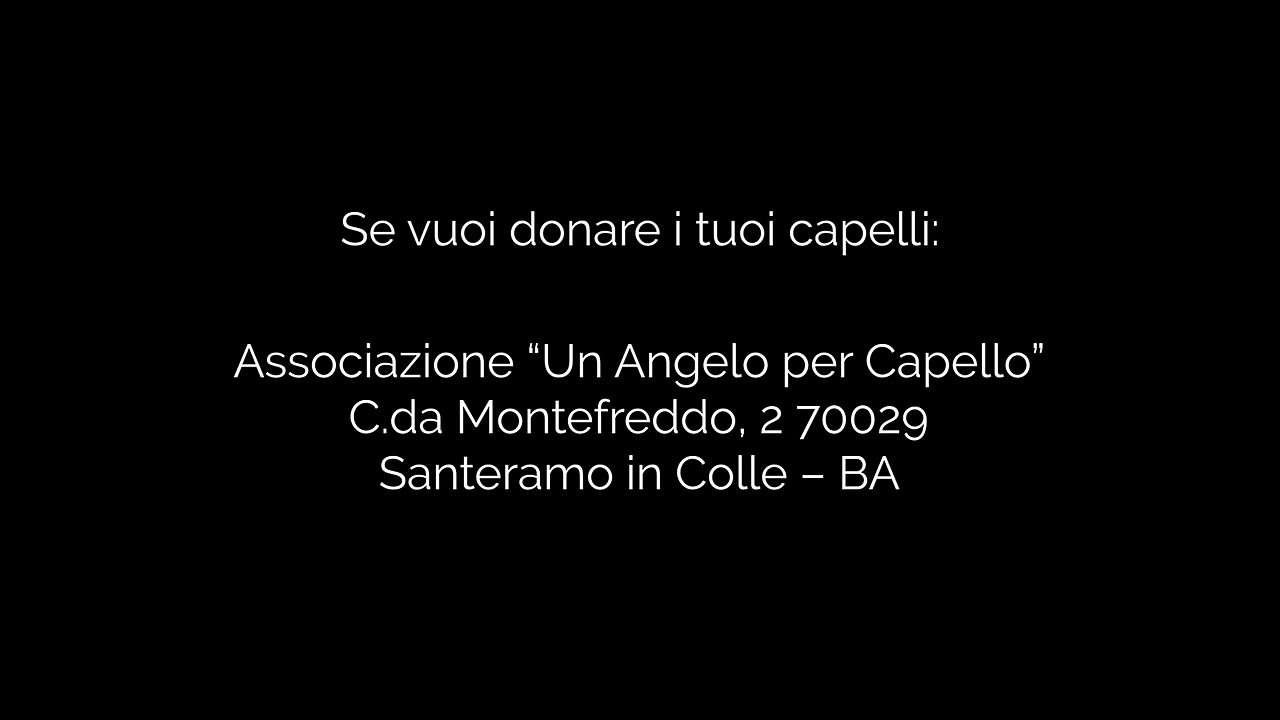 Se vuoi donare i tuoi capelli:
Associazione “Un Angelo per Capello”
C.da Montefreddo, 2 70029
Santeramo in Colle – BA